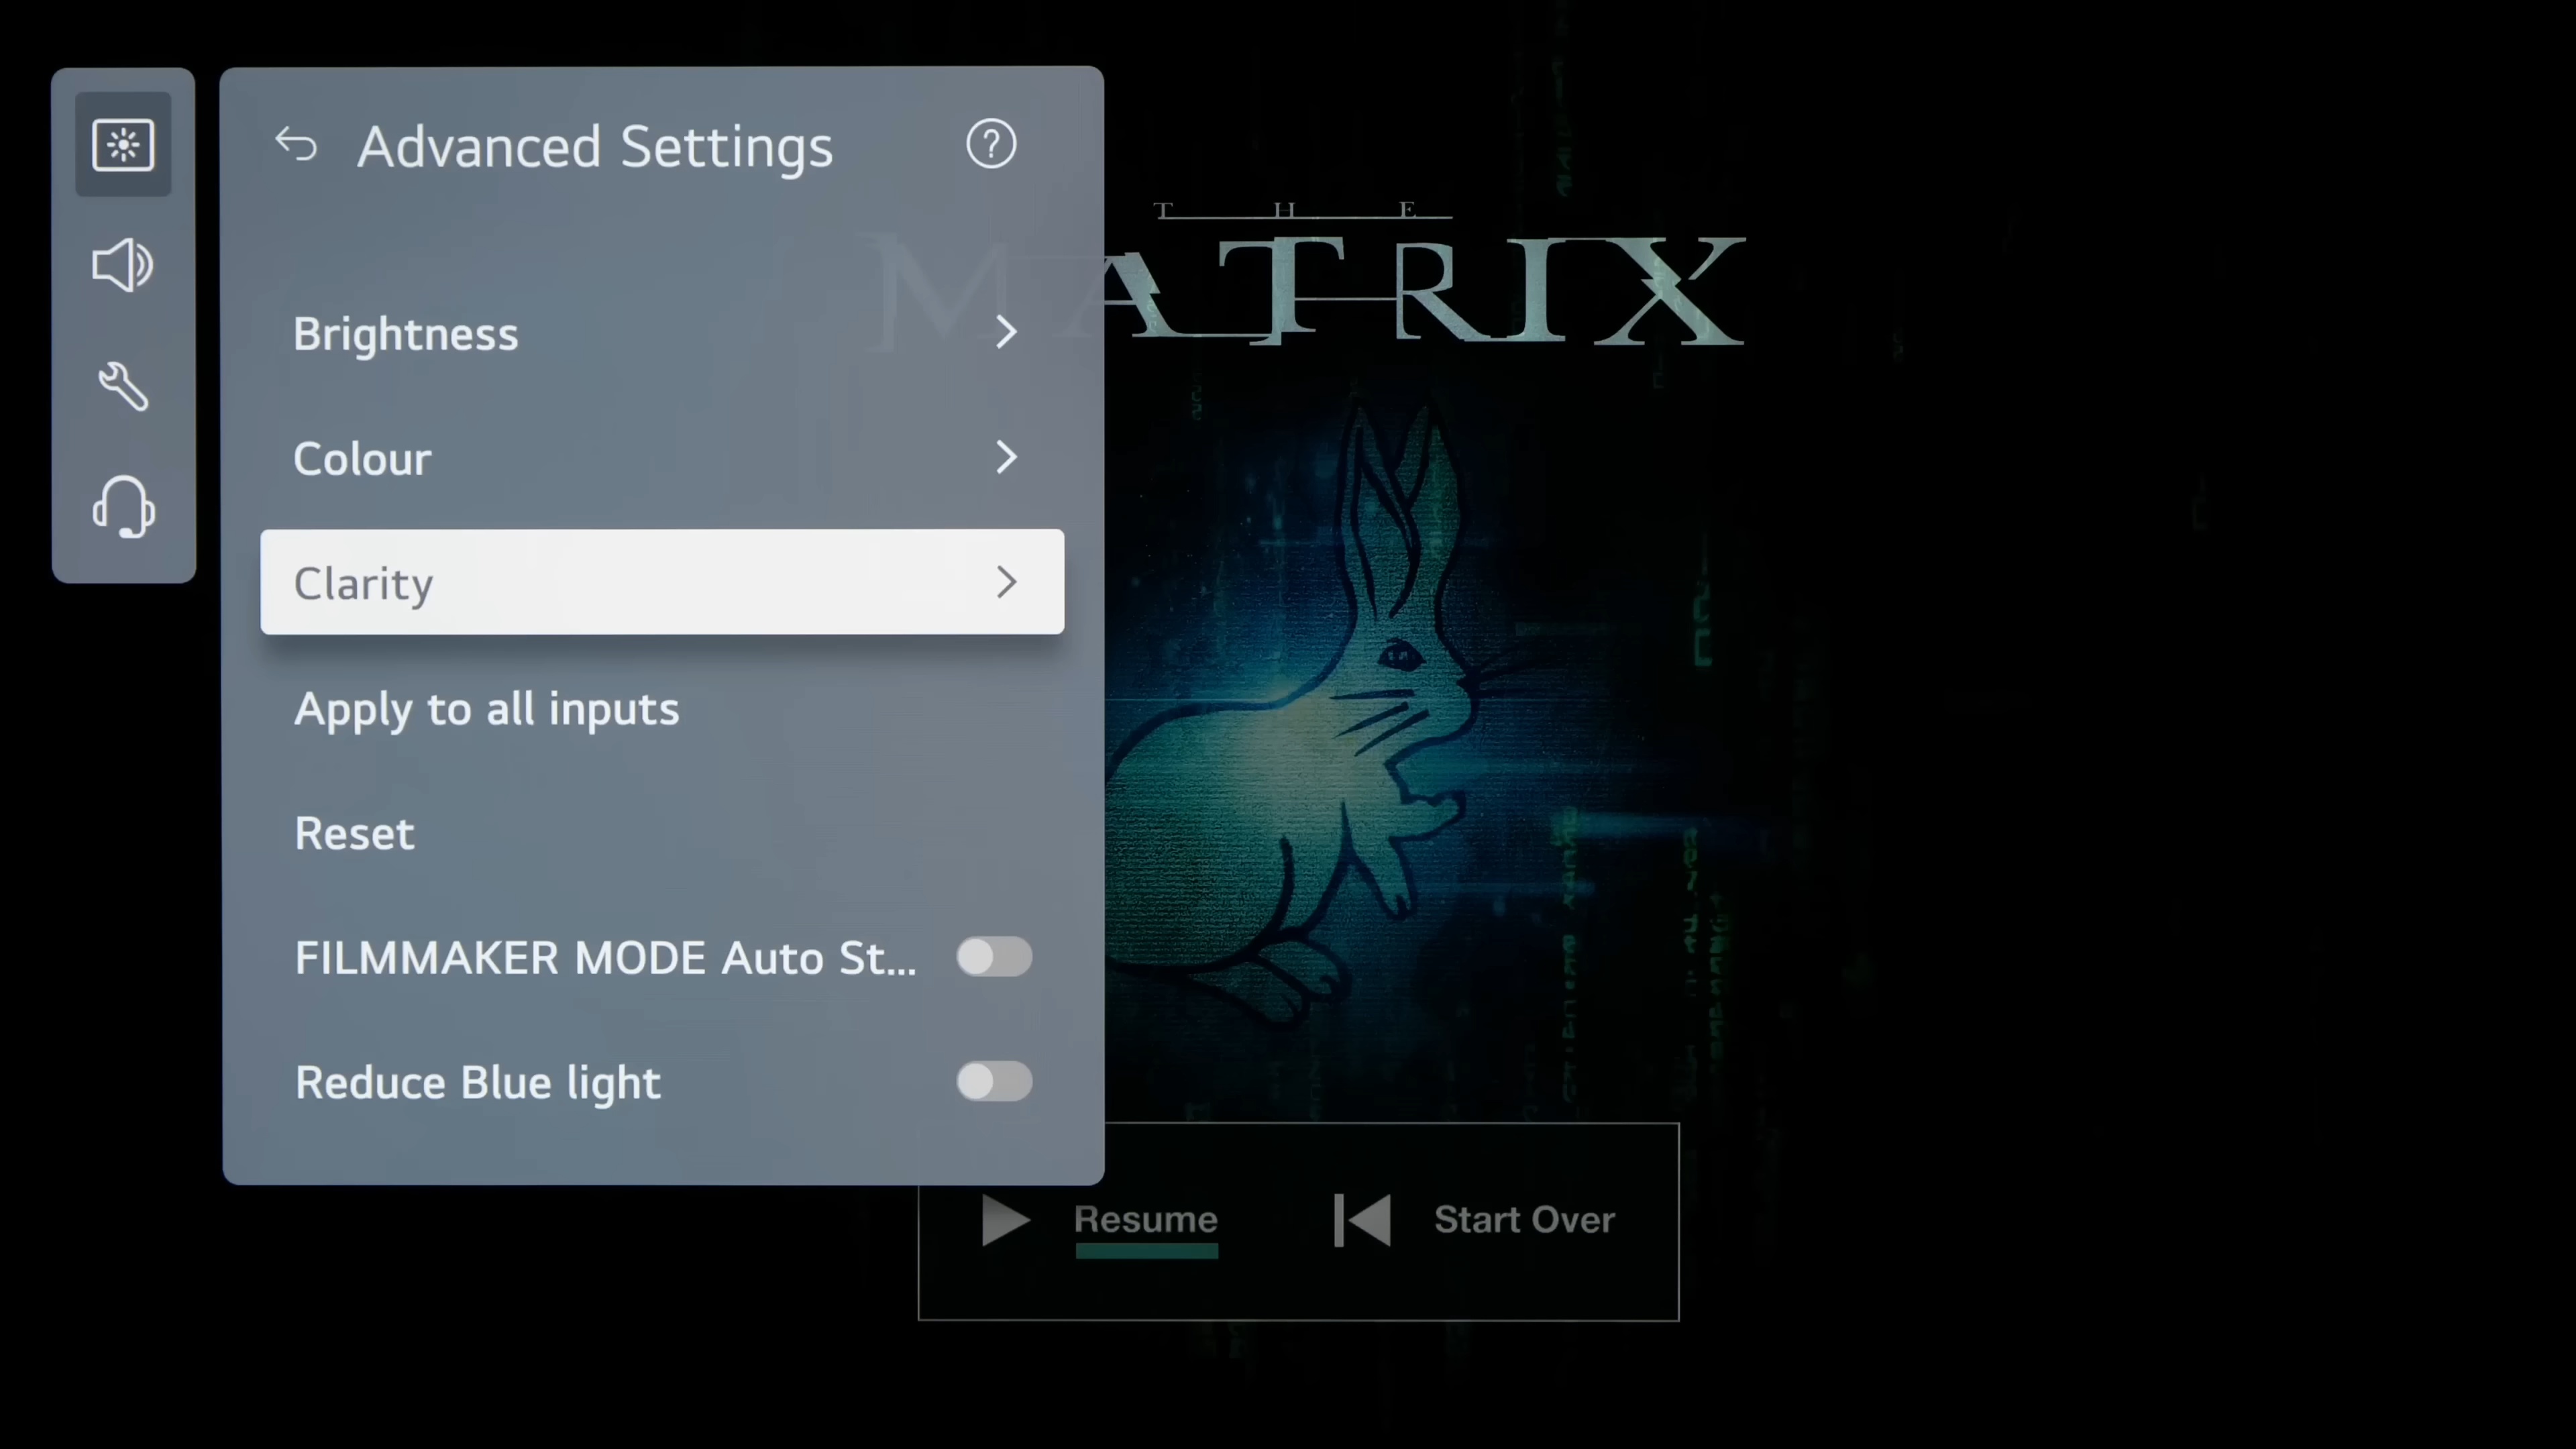 Advanced Settings
?
THE
MATRIX
Brightness
Colour
Clarity
Apply to all inputs
Reset
FILMMAKER MODE Auto St...
Reduce Blue light
Resume
Start Over